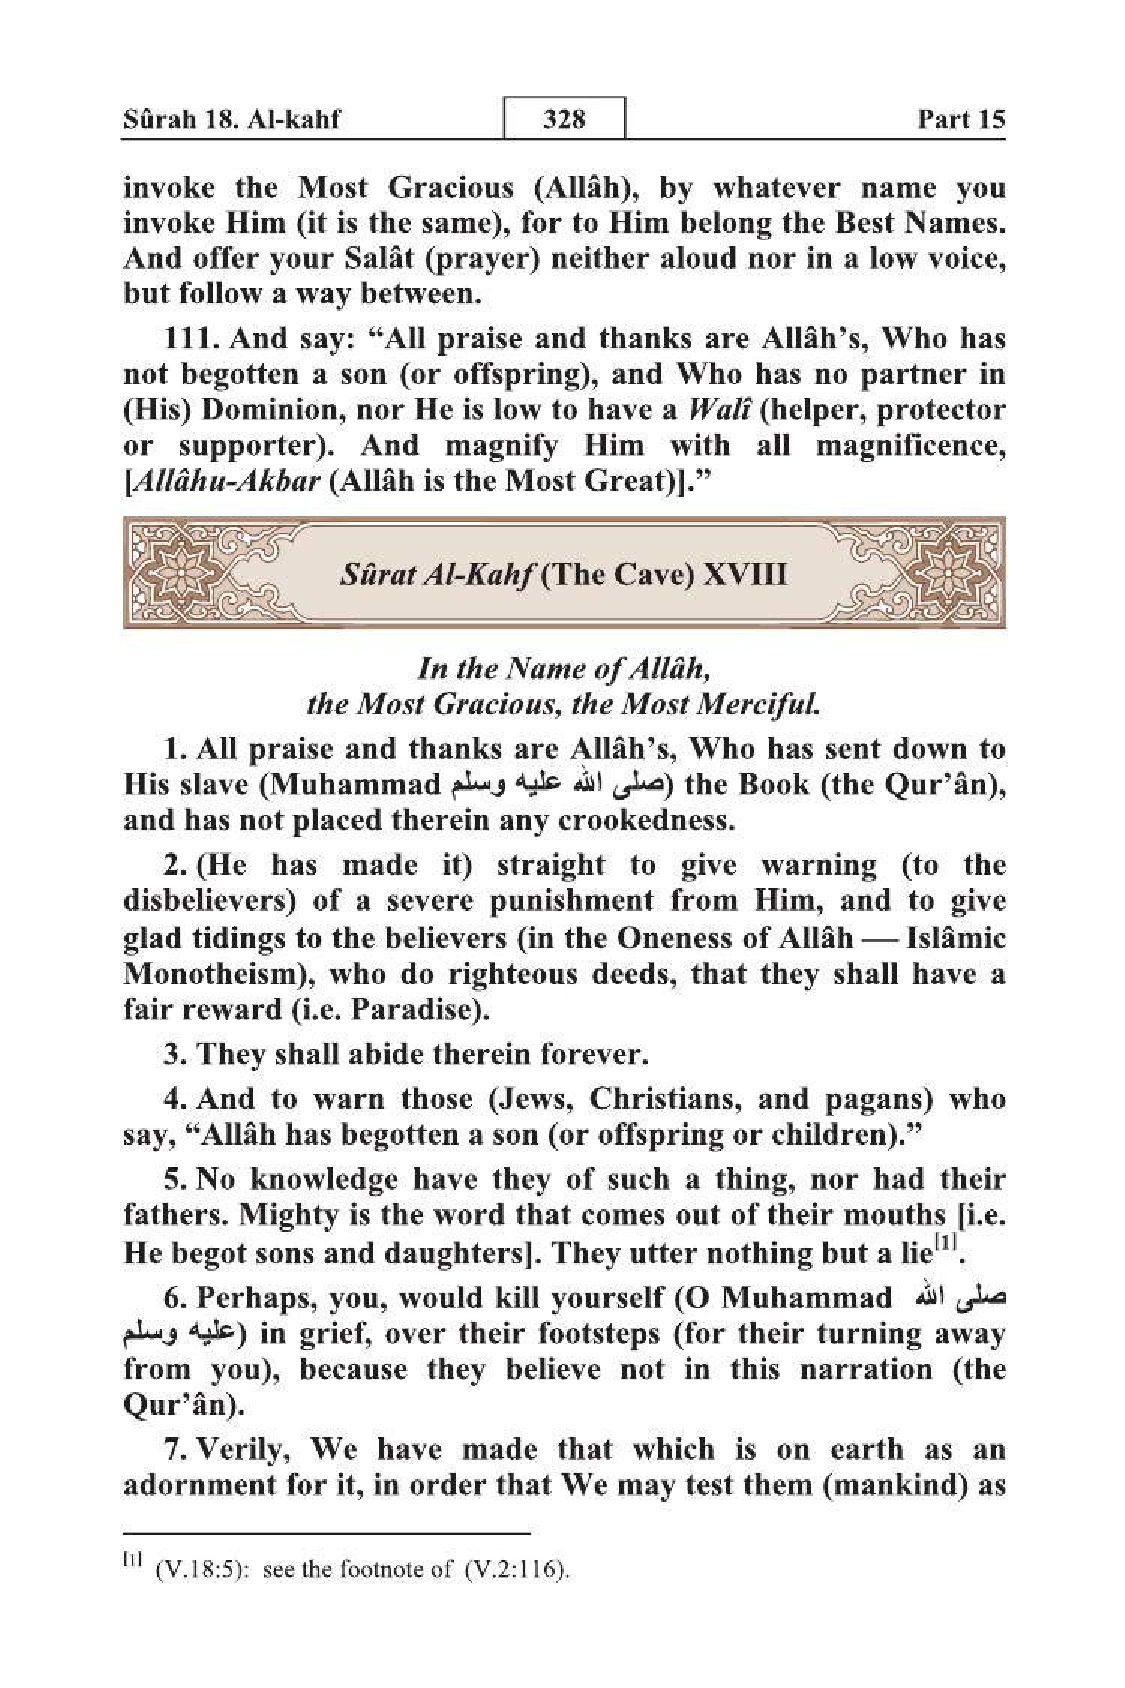 Sûrah 18. Al-kahf 328 Part 15
invoke the Most Gracious (Allâh), by whatever name you
invoke Him (it is the same), for to Him belong the Best Names.
And offer your Salât (prayer) neither aloud nor in a low voice,
but follow a way between.
111. And say: “All praise and thanks are Allâh’s, Who has
not begotten a son (or offspring), and Who has no partner in
(His) Dominion, nor He is low to have a Walî (helper, protector
or supporter). And magnify Him with all magnificence,
[Allâhu-Akbar (Allâh is the Most Great)].”
Sûrat Al-Kahf (The Cave) XVIII
In the Name of Allâh,
the Most Gracious, the Most Merciful.
1. All praise and thanks are Allâh’s, Who has sent down to
His slave (Muhammad صلى الله عليه وسلم) the Book (the Qur’ân),
and has not placed therein any crookedness.
2. (He has made it) straight to give warning (to the
disbelievers) of a severe punishment from Him, and to give
glad tidings to the believers (in the Oneness of Allâh — Islâmic
Monotheism), who do righteous deeds, that they shall have a
fair reward (i.e. Paradise).
3. They shall abide therein forever.
4. And to warn those (Jews, Christians, and pagans) who
say, “Allâh has begotten a son (or offspring or children).”
5. No knowledge have they of such a thing, nor had their
fathers. Mighty is the word that comes out of their mouths [i.e.
He begot sons and daughters]. They utter nothing but a lie[1].
6. Perhaps, you, would kill yourself (O Muhammad صلى الله
عليه وسلم) in grief, over their footsteps (for their turning away
from you), because they believe not in this narration (the
Qur’ân).
7. Verily, We have made that which is on earth as an
adornment for it, in order that We may test them (mankind) as
[1] (V.18:5): see the footnote of (V.2:116).